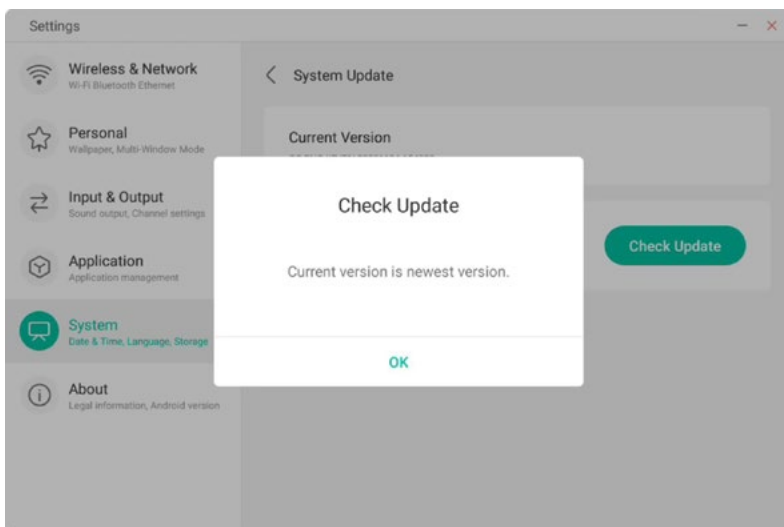 Settings
Wireless & Network
Wi-Fi Bluetooth Ethernet
Personal
Wallpaper, Multi-Window Mode
Input & Output
Sound output, Channel settings
Application
Application management
System
Date & Time, Language, Storage
About
Legal information, Android version
System Update
Current Version
Check Update
Check Update
Current version is newest version.
OK